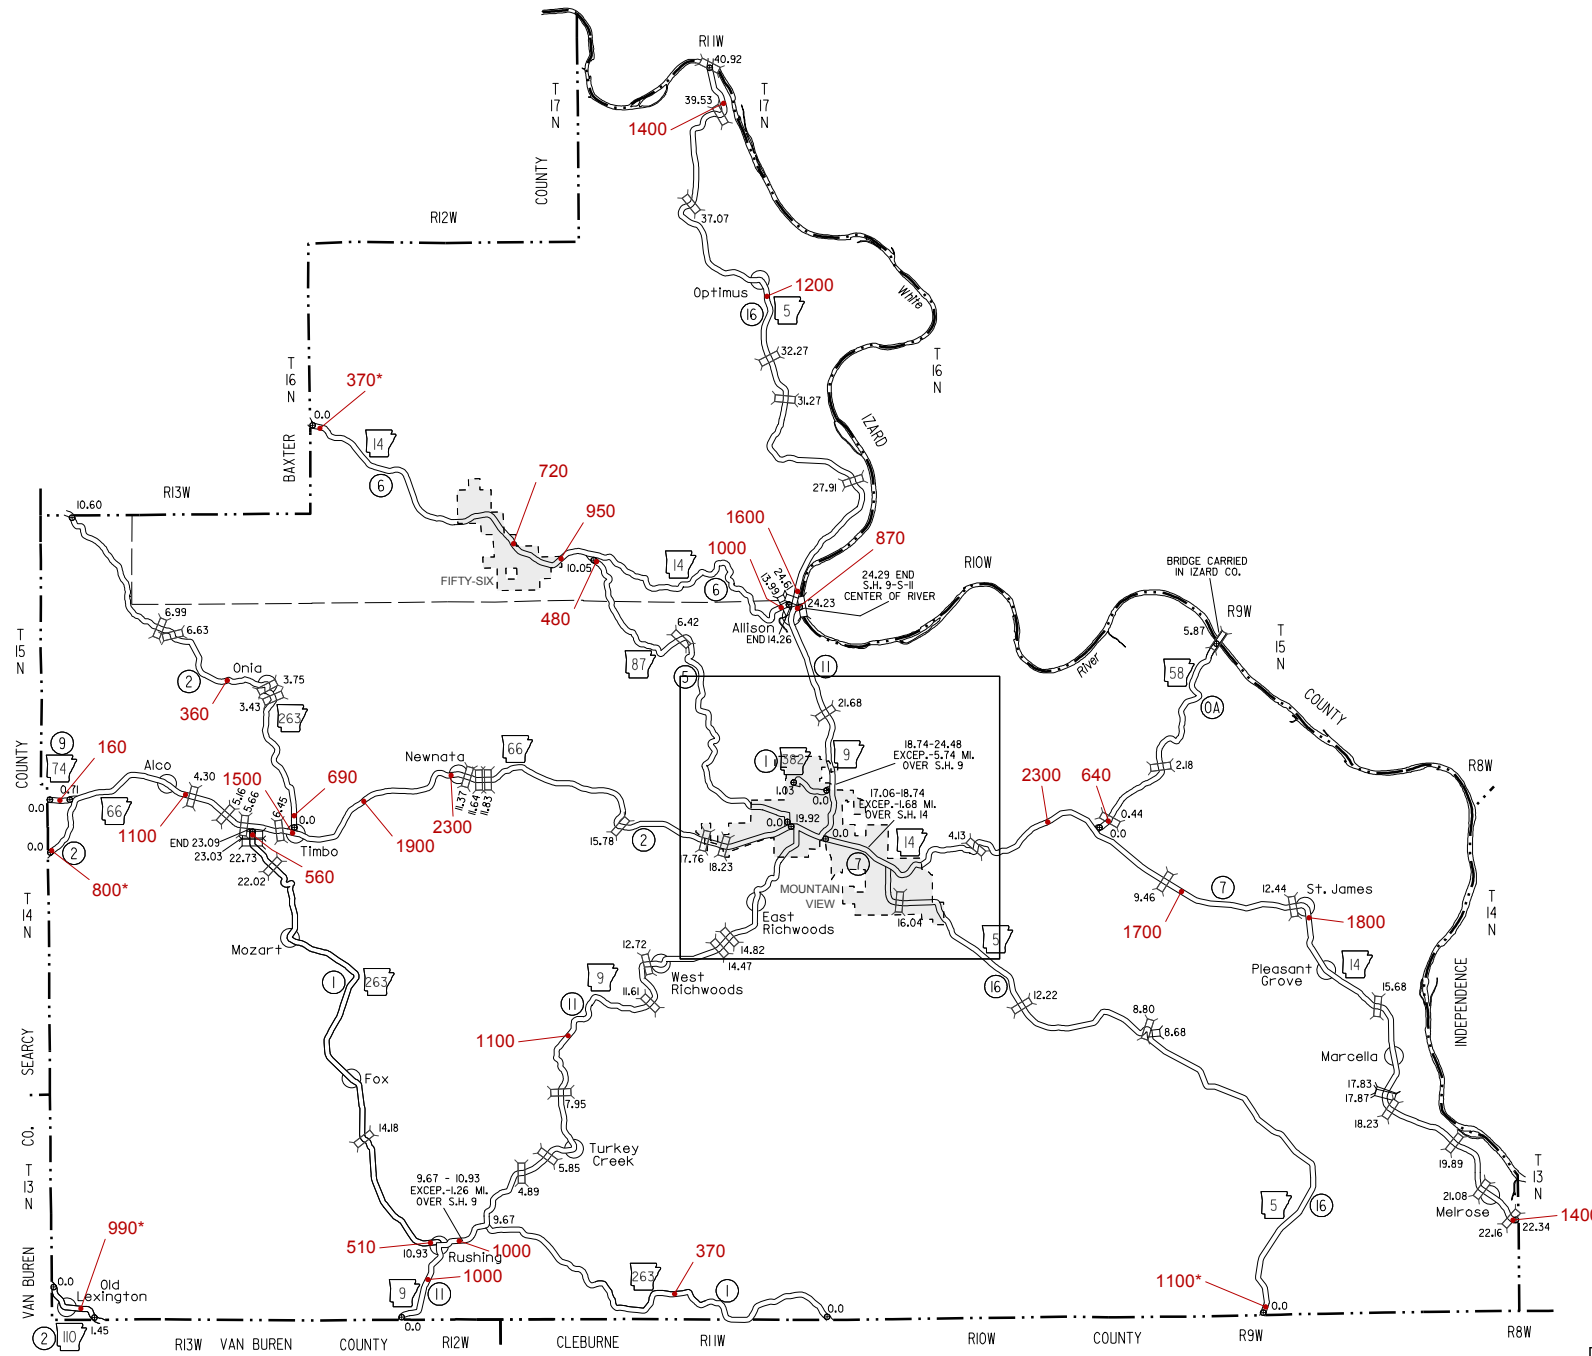 R11W
40.92
T
17
N
T
17
N
39.53
1400
COUNTY
R12W
37.07
Optimus
1200
16
5
White
32.27
T
16
N
T
16
N
370*
0.0
31.27
IZARD
14
BAXTER
6
27.91
R13W
10.60
720
950
1600
870
1000
14
10.05
FIFTY-SIX
6
24.61
13.99
24.29 END
S.H. 9-S-11
CENTER OF RIVER
24.23
R10W
BRIDGE CARRIED
IN IZARD CO.
R9W
T
15
N
T
15
N
480
Allison
END 14.26
5.87
6.99
6.63
6.42
87
5
11
River
58
0A
Onia
3.75
2
360
3.43
263
21.68
COUNTY
COUNTY
9
74
160
Alco
4.30
1500
690
Newnata
66
1
382
9
18.74-24.48
EXCEP.-5.74 MI.
OVER S.H. 9
2300
640
2.18
R8W
0.71
0.0
66
1100
5.16
5.66
6.45
0.0
11.37
11.64
11.83
1.03
0.0
17.06-18.74
EXCEP.-1.68 MI.
OVER S.H. 14
0.44
0.0
END 23.09
23.03
22.73
Timbo
1900
2300
15.78
2
0.0
19.92
0.0
14
4.13
0.0
2
800*
22.02
560
17.76
18.23
7
MOUNTAIN
VIEW
9.46
7
12.44
St. James
T
14
N
T
14
N
Mozart
East
Richwoods
16.04
1700
1800
12.72
14.82
14.47
5
Pleasant
Grove
14
1
263
9
West
Richwoods
16
11
11.61
12.22
15.68
1100
8.80
8.68
INDEPENDENCE
SEARCY
CO.
Marcella
Fox
7.95
17.83
17.87
18.23
14.18
Turkey
Creek
5.85
4.89
19.89
T
13
N
T
13
N
9.67 - 10.93
EXCEP.-1.26 MI.
OVER S.H. 9
5
16
21.08
Melrose
9.67
22.16
22.34
990*
510
10.93
Rushing
1000
370
1000
VAN BUREN
0.0
Old
Lexington
9
11
263
1
0.0
1100*
0.0
2
110
1.45
0.0
R13W
VAN BUREN
COUNTY
R12W
CLEBURNE
R11W
R10W
COUNTY
R9W
R8W